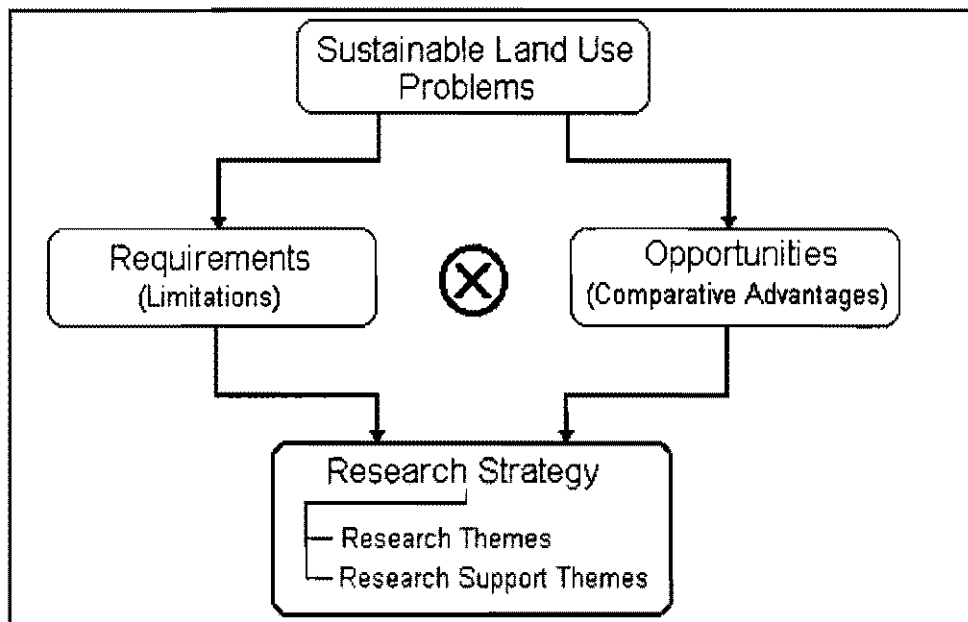 Sustainable Land Use
Problems
Requirements
(Limitations)
X
Opportunities
(Comparative Advantages)
Research Strategy
Research Themes
Research Support Themes